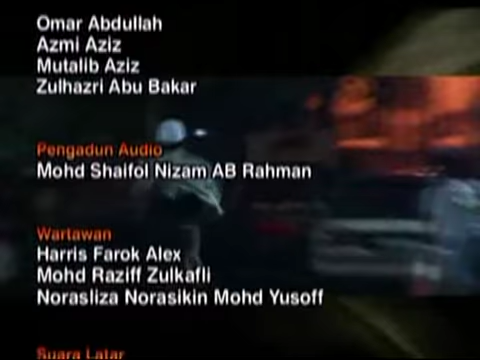 Omar Abdullah
Azmi Aziz
Mutalib Aziz
Zulhazri Abu Bakar
Pengadun Audio
Mohd Shaifol Nizam AB Rahman
Wartawan
Harris Farok Alex
Mohd Raziff Zulkafli
Norasliza Norasikin Mohd Yusoff
Suara Latar